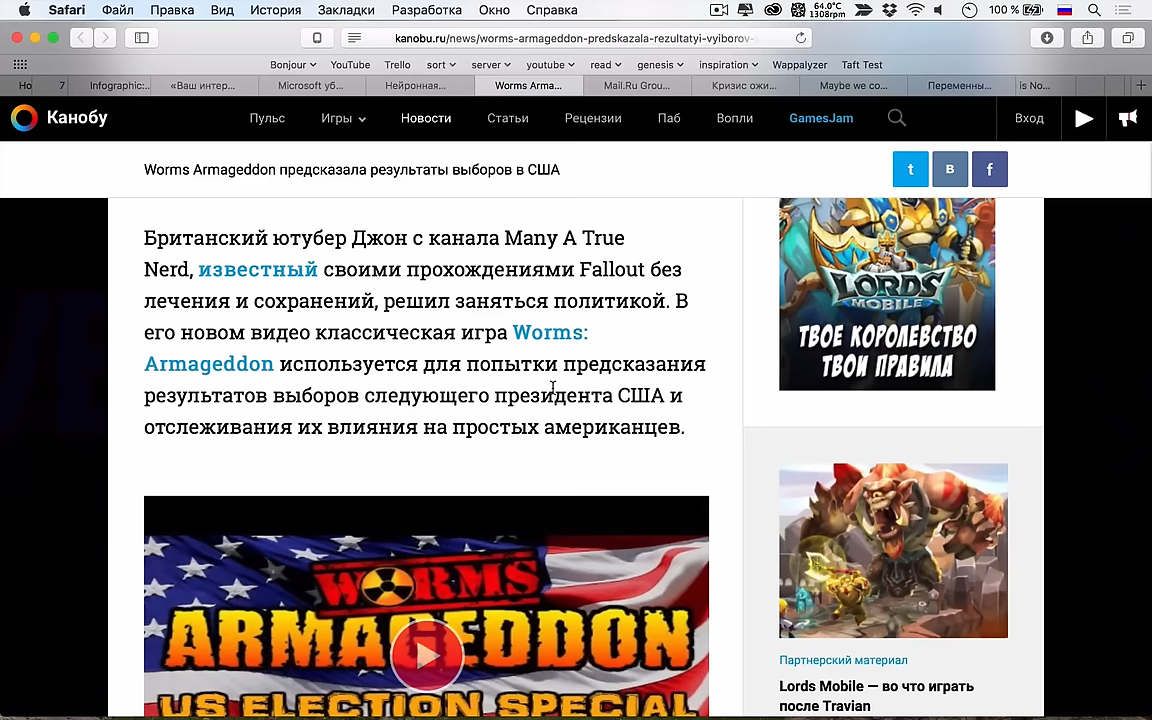 Safari Файл Правка Вид История Закладки Разработка Окно Справка 64.0°C 1308rpm 100 %
kanobu.ru/news/worms-armageddon-predskazala-rezultatyi-vyiborov-
Bonjour YouTube Trello sort server youtube read genesis inspiration Wappalyzer Taft Test
Но 7 Infographic:.. «Ваш интер... Microsoft уб... Нейронная... Worms Arma... Mail.Ru Grou... Кризис ожи... Maybe we co... Переменны... is No...
Канобу Пульс Игры Новости Статьи Рецензии Паб Вопли GamesJam Вход
Worms Armageddon предсказала результаты выборов в США
t B f
Британский ютубер Джон с канала Many A True
Nerd, известный своими прохождениями Fallout без
лечения и сохранений, решил заняться политикой. В
его новом видео классическая игра Worms:
Armageddon используется для попытки предсказания
результатов выборов следующего президента США и
отслеживания их влияния на простых американцев.
WORMS
ARMAGEDDON
US ELECTION SPECIAL
LORDS
MOBILE
ТВОЕ КОРОЛЕВСТВО
ТВОИ ПРАВИЛА
Партнерский материал
Lords Mobile — во что играть
после Travian